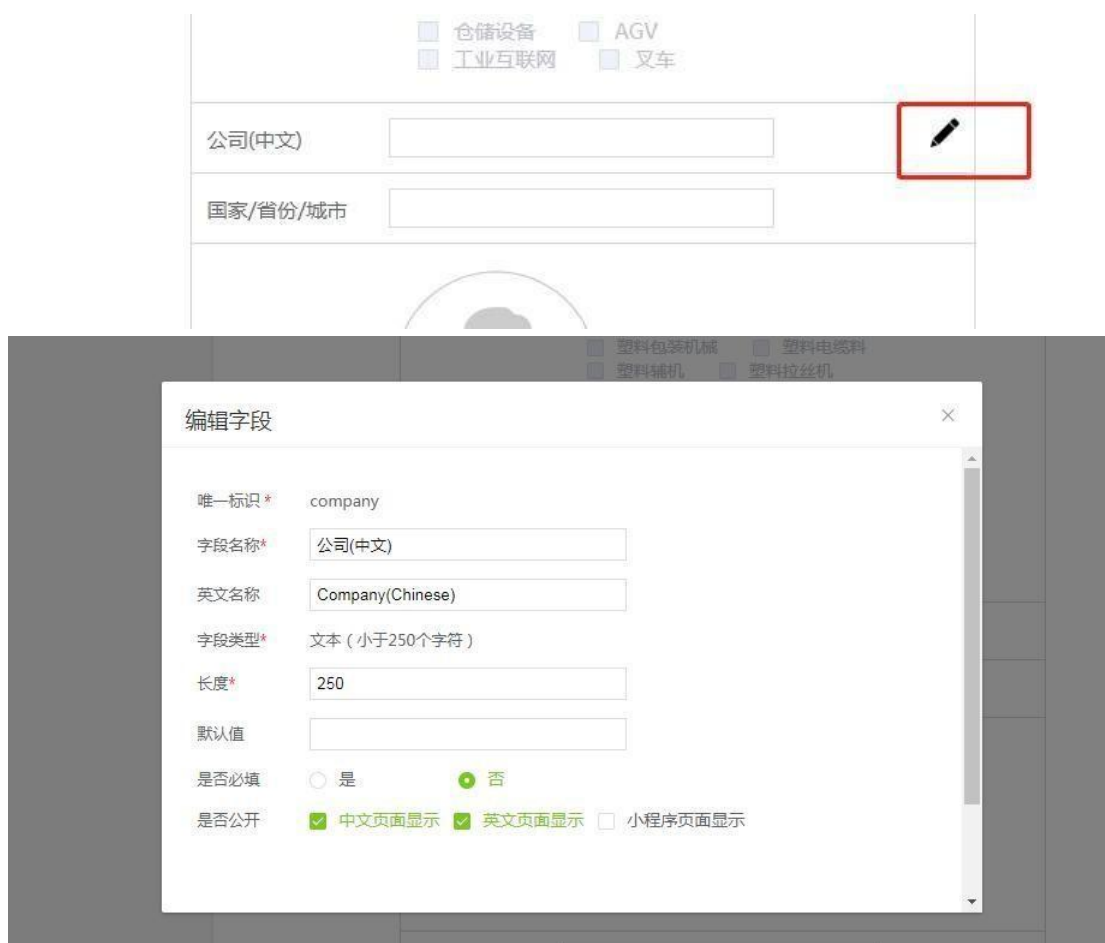 仓储设备 AGV
工业互联网 叉车
公司(中文)
国家/省份/城市
塑料包装机械 塑料电缆料
塑料辅机 塑料拉丝机
编辑字段
唯一标识* company
字段名称* 公司(中文)
英文名称 Company(Chinese)
字段类型* 文本（小于250个字符）
长度* 250
默认值
是否必填 是 否
是否公开 中文页面显示 英文页面显示 小程序页面显示